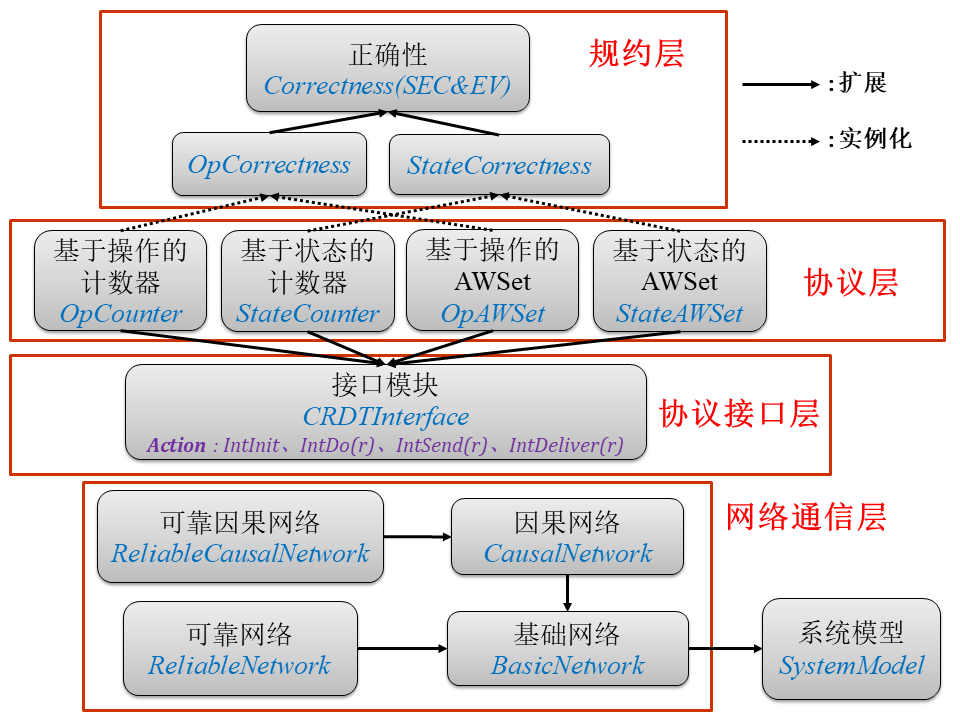 正确性
Correctness(SEC&EV)
规约层
: 扩展
: 实例化
OpCorrectness
StateCorrectness
基于操作的
计数器
OpCounter
基于状态的
计数器
StateCounter
基于操作的
AWSet
OpAWSet
基于状态的
AWSet
StateAWSet
协议层
接口模块
CRDTInterface
Action : IntInit、IntDo(r)、IntSend(r)、IntDeliver(r)
协议接口层
网络通信层
可靠因果网络
ReliableCausalNetwork
因果网络
CausalNetwork
可靠网络
ReliableNetwork
基础网络
BasicNetwork
系统模型
SystemModel